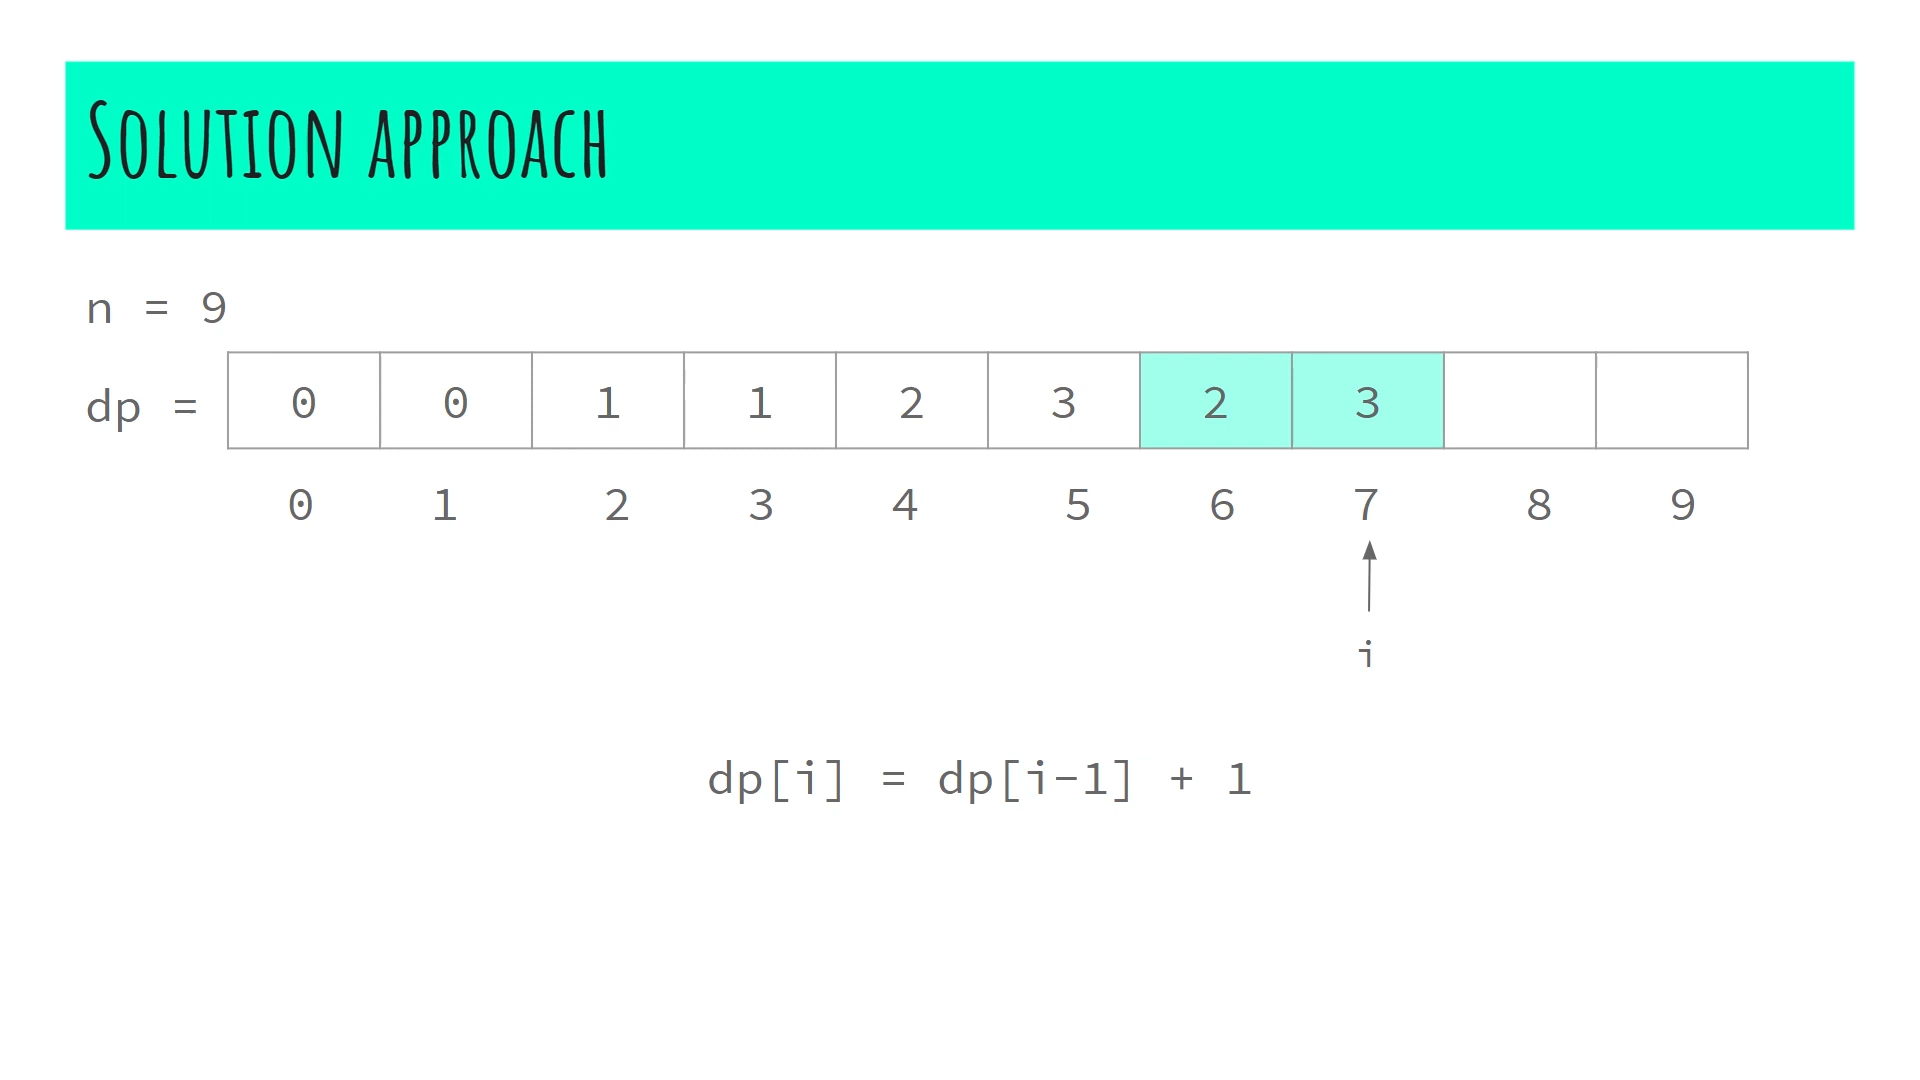 Solution approach
n = 9
dp = 0 0 1 1 2 3 2 3
0 1 2 3 4 5 6 7 8 9
i
dp[i] = dp[i-1] + 1